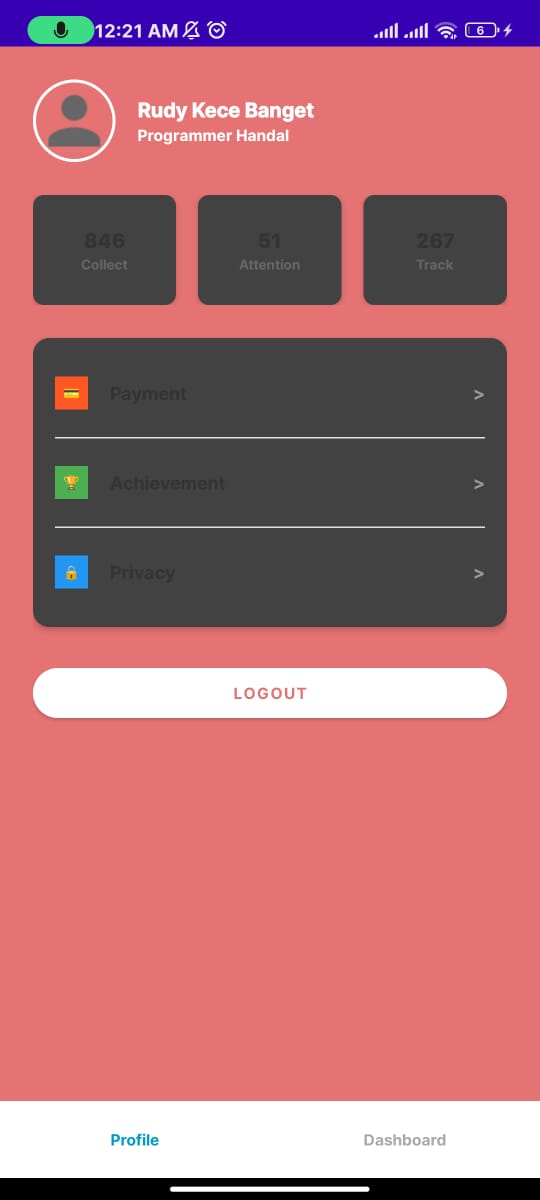 12:21 AM
6
Rudy Kece Banget
Programmer Handal
846
Collect
51
Attention
267
Track
Payment
>
Achievement
>
Privacy
>
LOGOUT
Profile
Dashboard